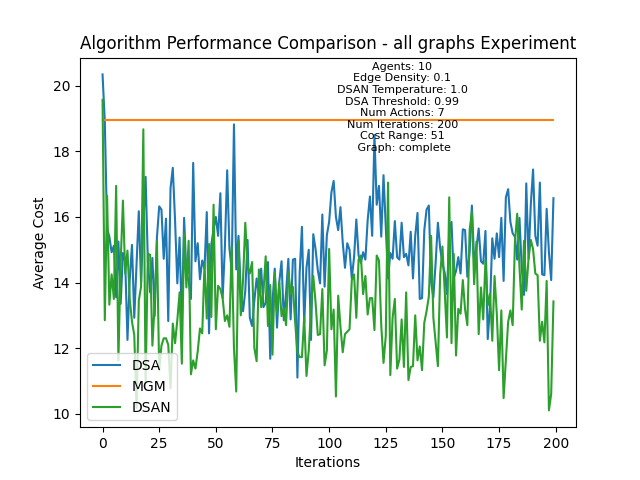 Algorithm Performance Comparison - all graphs Experiment
Agents: 10
Edge Density: 0.1
DSAN Temperature: 1.0
DSA Threshold: 0.99
Num Actions: 7
Num Iterations: 200
Cost Range: 51
Graph: complete
Average Cost
20
18
16
14
12
10
DSA
MGM
DSAN
0
25
50
75
100
125
150
175
200
Iterations